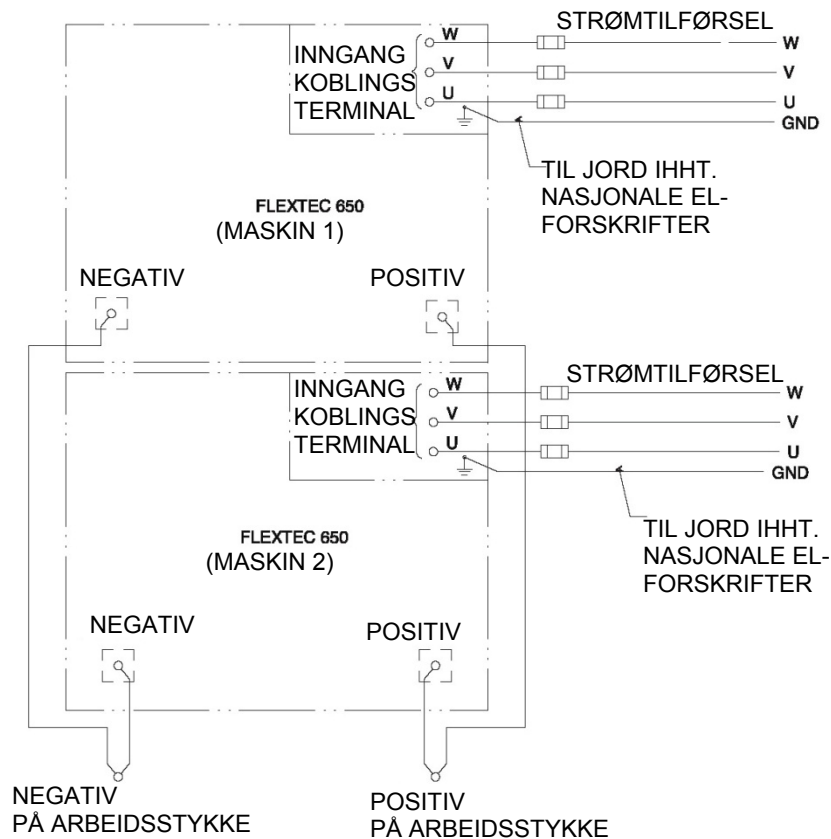 STRØMTILFØRSEL
INNGANG
KOBLINGS
TERMINAL
W
V
U
W
V
U
GND
TIL JORD IHHT.
NASJONALE EL-
FORSKRIFTER
FLEXTEC 650
(MASKIN 1)
NEGATIV
POSITIV
STRØMTILFØRSEL
INNGANG
KOBLINGS
TERMINAL
W
V
U
W
V
U
GND
TIL JORD IHHT.
NASJONALE EL-
FORSKRIFTER
FLEXTEC 650
(MASKIN 2)
NEGATIV
POSITIV
NEGATIV
PÅ ARBEIDSSTYKKE
POSITIV
PÅ ARBEIDSSTYKKE